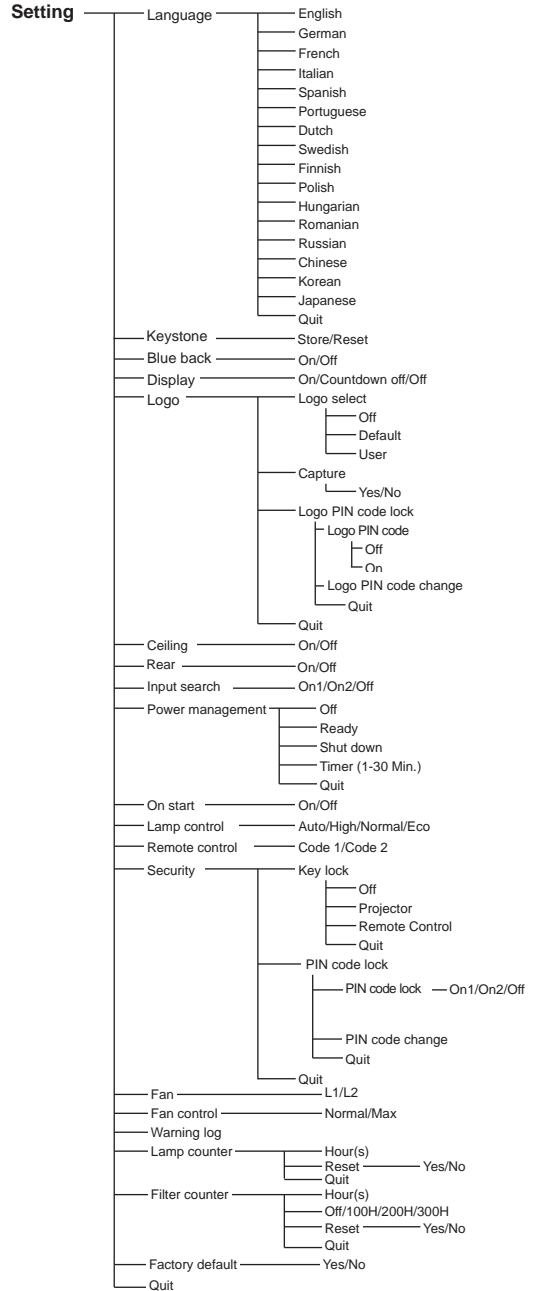 Setting Language English
German
French
Italian
Spanish
Portuguese
Dutch
Swedish
Finnish
Polish
Hungarian
Romanian
Russian
Chinese
Korean
Japanese
Quit
Keystone Store/Reset
Blue back On/Off
Display On/Countdown off/Off
Logo Logo select
Off
Default
User
Capture
Yes/No
Logo PIN code lock
Logo PIN code
Off
On
Logo PIN code change
Quit
Quit
Ceiling On/Off
Rear On/Off
Input search On1/On2/Off
Power management Off
Ready
Shut down
Timer (1-30 Min.)
Quit
On start On/Off
Lamp control Auto/High/Normal/Eco
Remote control Code 1/Code 2
Security Key lock
Off
Projector
Remote Control
Quit
PIN code lock
PIN code lock On1/On2/Off
PIN code change
Quit
Quit
Fan L1/L2
Fan control Normal/Max
Warning log
Lamp counter Hour(s)
Reset Yes/No
Quit
Filter counter Hour(s)
Off/100H/200H/300H
Reset Yes/No
Quit
Factory default Yes/No
Quit